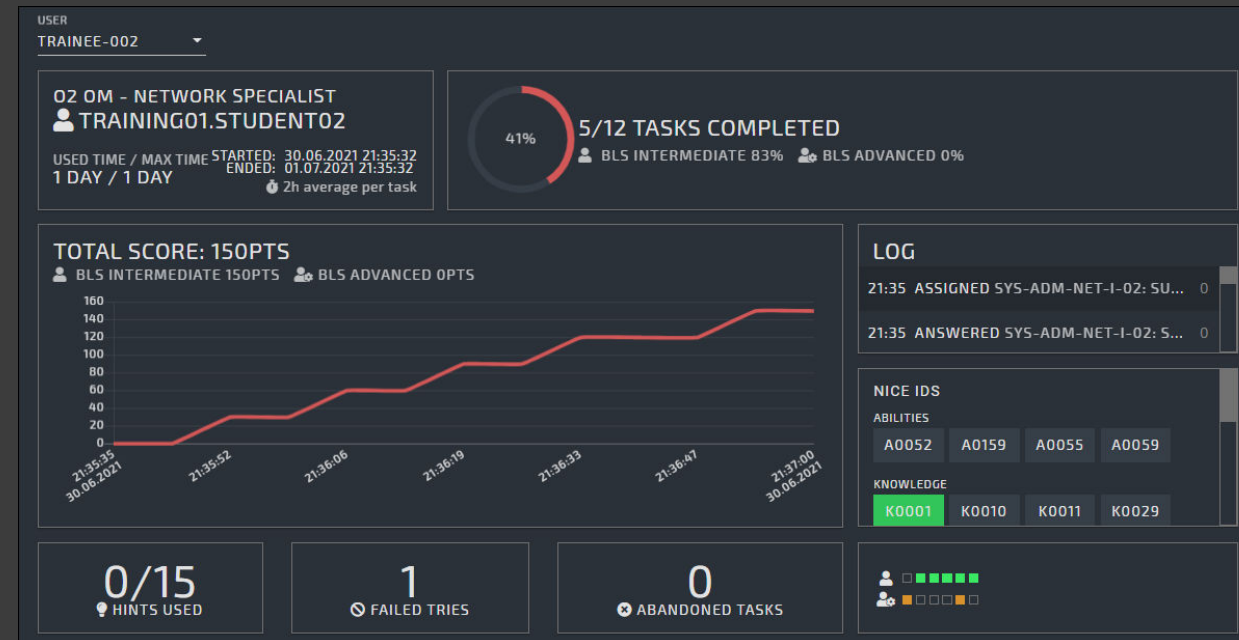 USER
TRAINEE-002
02 OM - NETWORK SPECIALIST
TRAINING01.STUDENT02
USED TIME / MAX TIME
1 DAY / 1 DAY
STARTED: 30.06.2021 21:35:32
ENDED: 01.07.2021 21:35:32
2h average per task
41%
5/12 TASKS COMPLETED
BLS INTERMEDIATE 83% BLS ADVANCED 0%
TOTAL SCORE: 150PTS
BLS INTERMEDIATE 150PTS BLS ADVANCED 0PTS
160
140
120
100
80
60
40
20
0
21:35:35
30.06.2021
21:35:52
21:36:06
21:36:19
21:36:33
21:36:47
21:37:00
30.06.2021
LOG
21:35 ASSIGNED SYS-ADM-NET-I-02: SU... 0
21:35 ANSWERED SYS-ADM-NET-I-02: S... 0
NICE IDS
ABILITIES
A0052 A0159 A0055 A0059
KNOWLEDGE
K0001 K0010 K0011 K0029
0/15
HINTS USED
1
FAILED TRIES
0
ABANDONED TASKS